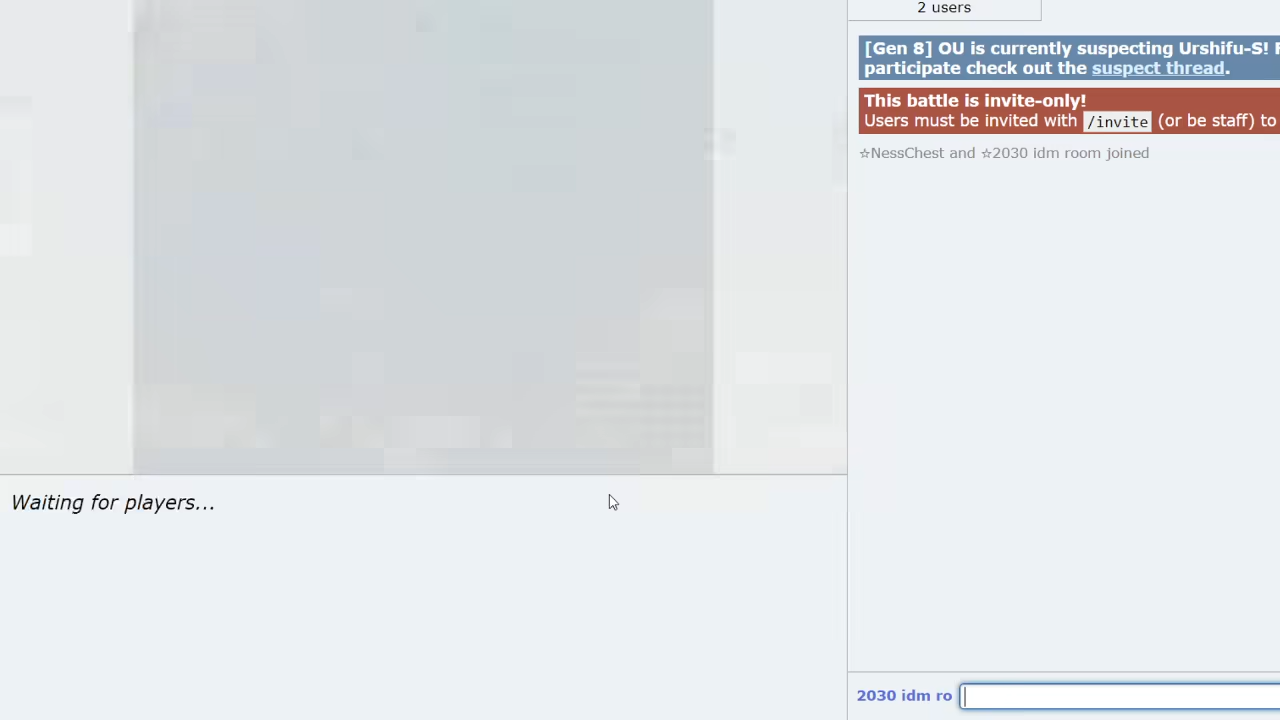 2 users
[Gen 8] OU is currently suspecting Urshifu-S!
participate check out the suspect thread.
This battle is invite-only!
Users must be invited with /invite (or be staff) to
☆NessChest and ☆2030 idm room joined
Waiting for players...
2030 idm ro